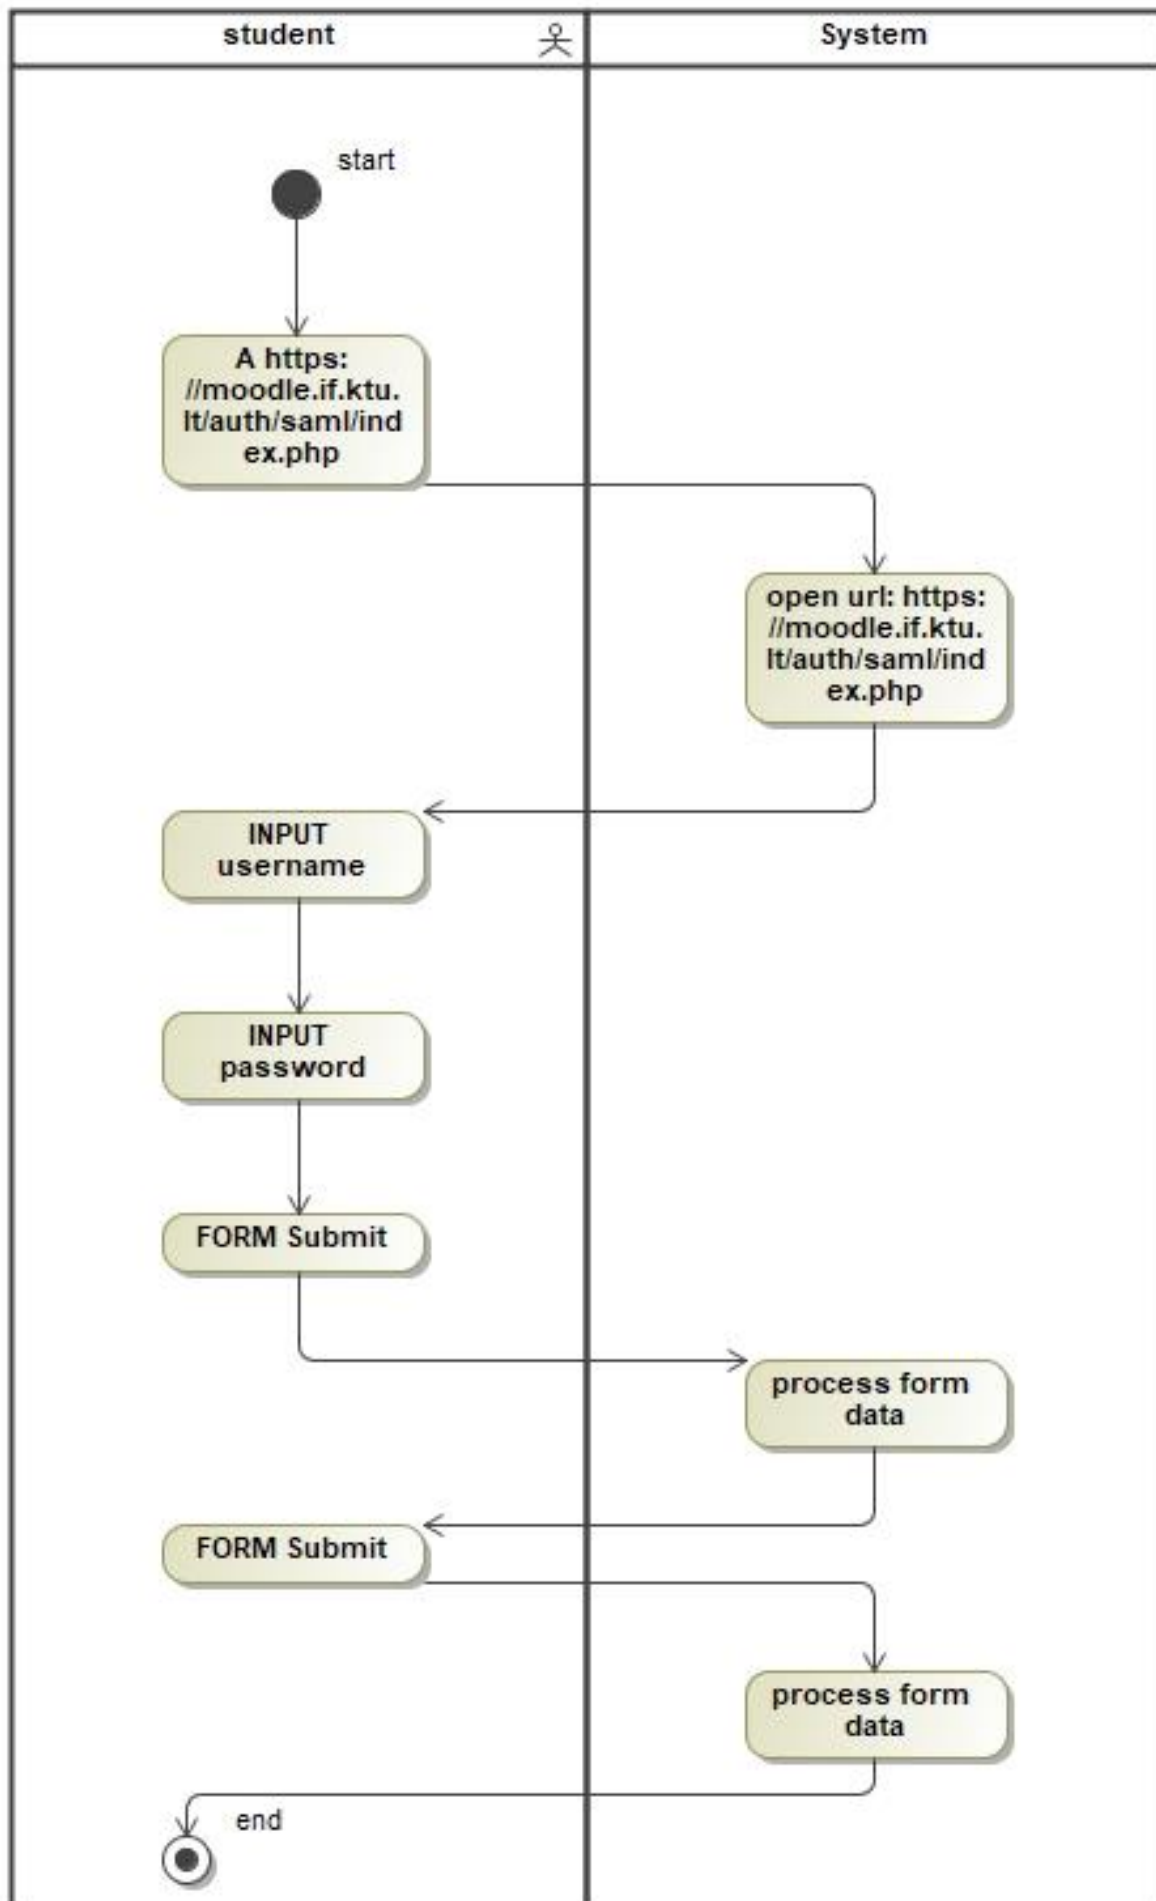 student
System
start
A https:
//moodle.if.ktu.
lt/auth/saml/ind
ex.php
open url: https:
//moodle.if.ktu.
lt/auth/saml/ind
ex.php
INPUT
username
INPUT
password
FORM Submit
process form
data
FORM Submit
process form
data
end